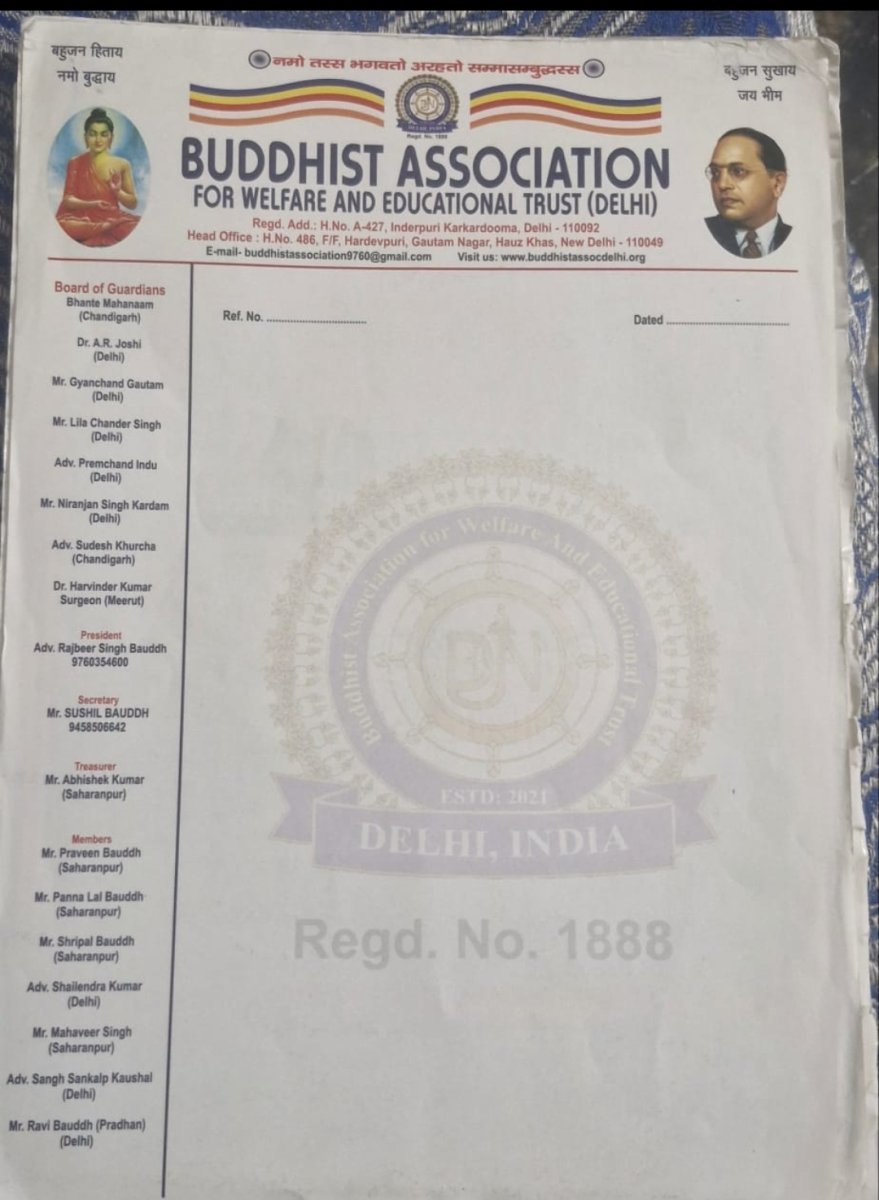 बहुजन हिताय
नमो बुद्धाय
नमो तस्स भगवतो अरहतो सम्मासम्बुद्धस्स
बहुजन सुखाय
जय भीम
DELHI, INDIA
Regd. No. 1888
BUDDHIST ASSOCIATION
FOR WELFARE AND EDUCATIONAL TRUST (DELHI)
Regd. Add.: H.No. A-427, Inderpuri Karkardooma, Delhi - 110092
Head Office : H.No. 486, F/F, Hardevpuri, Gautam Nagar, Hauz Khas, New Delhi - 110049
E-mail- buddhistassociation9760@gmail.com Visit us: www.buddhistassocdelhi.org
Ref. No. ................................
Dated ........................................
Board of Guardians
Bhante Mahanaam
(Chandigarh)
Dr. A.R. Joshi
(Delhi)
Mr. Gyanchand Gautam
(Delhi)
Mr. Lila Chander Singh
(Delhi)
Adv. Premchand Indu
(Delhi)
Mr. Niranjan Singh Kardam
(Delhi)
Adv. Sudesh Khurcha
(Chandigarh)
Dr. Harvinder Kumar
Surgeon (Meerut)
President
Adv. Rajbeer Singh Bauddh
9760354600
Secretary
Mr. SUSHIL BAUDDH
9458506642
Treasurer
Mr. Abhishek Kumar
(Saharanpur)
Members
Mr. Praveen Bauddh
(Saharanpur)
Mr. Panna Lal Bauddh
(Saharanpur)
Mr. Shripal Bauddh
(Saharanpur)
Adv. Shailendra Kumar
(Delhi)
Mr. Mahaveer Singh
(Saharanpur)
Adv. Sangh Sankalp Kaushal
(Delhi)
Mr. Ravi Bauddh (Pradhan)
(Delhi)
Buddhist Association for Welfare And Educational Trust
ESTD: 2021
DELHI, INDIA
Regd. No. 1888